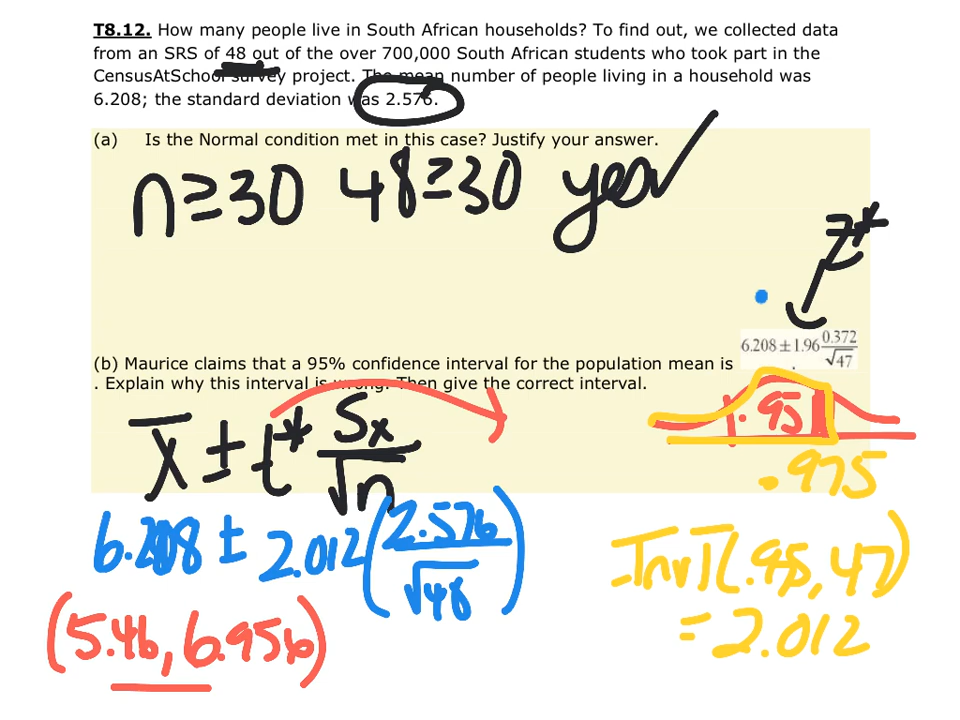 T8.12. How many people live in South African households? To find out, we collected data
from an SRS of 48 out of the over 700,000 South African students who took part in the
CensusAtSchool survey project. The mean number of people living in a household was
6.208; the standard deviation was 2.576.
(a) Is the Normal condition met in this case? Justify your answer.
n≥30 48≥30 yes✓
z*
6.208 ± 1.96 0.372/√47
(b) Maurice claims that a 95% confidence interval for the population mean is
. Explain why this interval is wrong. Then give the correct interval.
.95
x̄ ± t* Sx/√n
.975
6.208 ± 2.012(2.576/√48)
InvT(.95,47)
= 2.012
(5.46, 6.956)